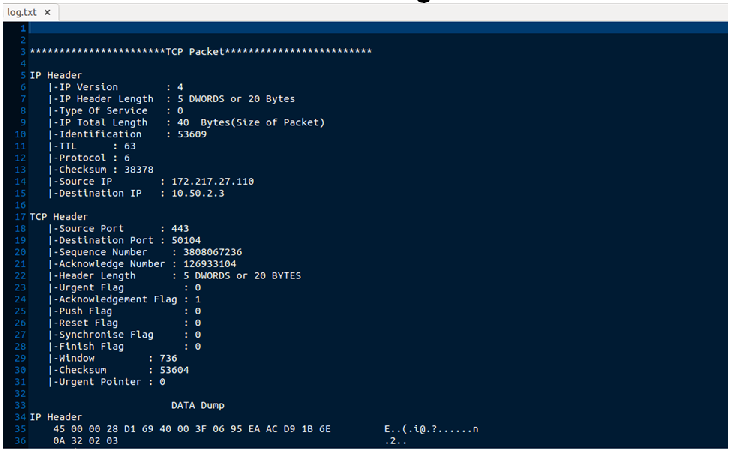 log.txt ×
1
2
3 ***********************TCP Packet*************************
4
5 IP Header
6 |-IP Version : 4
7 |-IP Header Length : 5 DWORDS or 20 Bytes
8 |-Type Of Service : 0
9 |-IP Total Length : 40 Bytes(Size of Packet)
10 |-Identification : 53609
11 |-TTL : 63
12 |-Protocol : 6
13 |-Checksum : 38378
14 |-Source IP : 172.217.27.110
15 |-Destination IP : 10.50.2.3
16
17 TCP Header
18 |-Source Port : 443
19 |-Destination Port : 50104
20 |-Sequence Number : 3808067236
21 |-Acknowledge Number : 126933104
22 |-Header Length : 5 DWORDS or 20 BYTES
23 |-Urgent Flag : 0
24 |-Acknowledgement Flag : 1
25 |-Push Flag : 0
26 |-Reset Flag : 0
27 |-Synchronise Flag : 0
28 |-Finish Flag : 0
29 |-Window : 736
30 |-Checksum : 53604
31 |-Urgent Pointer : 0
32
33 DATA Dump
34 IP Header
35 45 00 00 28 D1 69 40 00 3F 06 95 EA AC D9 1B 6E E..(.i@.?......n
36 0A 32 02 03 .2..